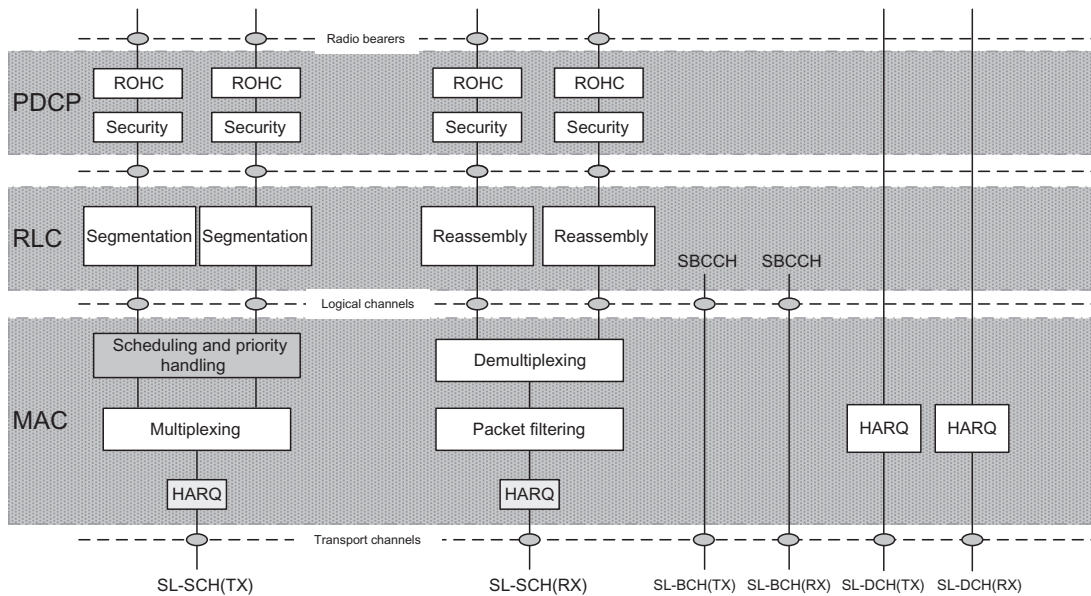 Radio bearers
PDCP
ROHC ROHC ROHC ROHC
Security Security Security Security
RLC
Segmentation Segmentation Reassembly Reassembly
SBCCH SBCCH
Logical channels
MAC
Scheduling and priority
handling
Demultiplexing
Multiplexing Packet filtering HARQ HARQ
HARQ HARQ
Transport channels
SL-SCH(TX) SL-SCH(RX) SL-BCH(TX) SL-BCH(RX) SL-DCH(TX) SL-DCH(RX)